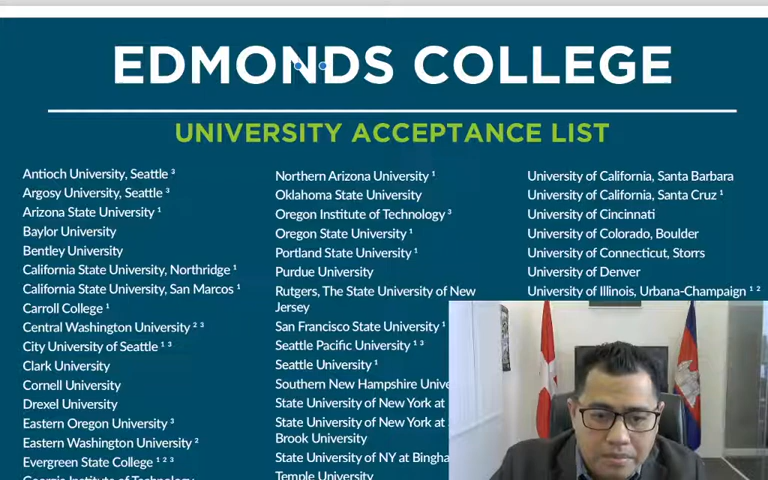 EDMONDS COLLEGE
UNIVERSITY ACCEPTANCE LIST
Antioch University, Seattle ³
Argosy University, Seattle ³
Arizona State University ¹
Baylor University
Bentley University
California State University, Northridge ¹
California State University, San Marcos ¹
Carroll College ¹
Central Washington University ² ³
City University of Seattle ¹ ³
Clark University
Cornell University
Drexel University
Eastern Oregon University ³
Eastern Washington University ²
Evergreen State College ¹ ² ³
Georgia Institute of Technology
Northern Arizona University ¹
Oklahoma State University
Oregon Institute of Technology ³
Oregon State University ¹
Portland State University ¹
Purdue University
Rutgers, The State University of New
Jersey
San Francisco State University ¹
Seattle Pacific University ¹ ³
Seattle University ¹
Southern New Hampshire Unive
State University of New York at
State University of New York at
Brook University
State University of NY at Bingha
Temple University
University of California, Santa Barbara
University of California, Santa Cruz ¹
University of Cincinnati
University of Colorado, Boulder
University of Connecticut, Storrs
University of Denver
University of Illinois, Urbana-Champaign ¹ ²